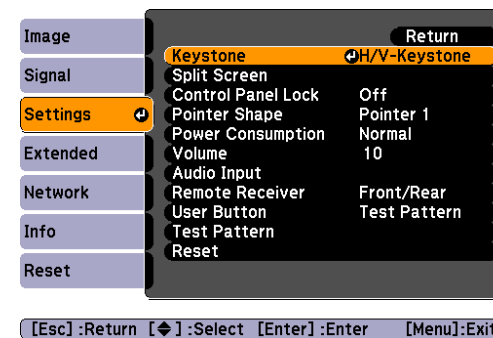 Image
Signal
Settings
Extended
Network
Info
Reset
Return
Keystone H/V-Keystone
Split Screen
Control Panel Lock Off
Pointer Shape Pointer 1
Power Consumption Normal
Volume 10
Audio Input
Remote Receiver Front/Rear
User Button Test Pattern
Test Pattern
Reset
[Esc] :Return [◆] :Select [Enter] :Enter [Menu]:Exit